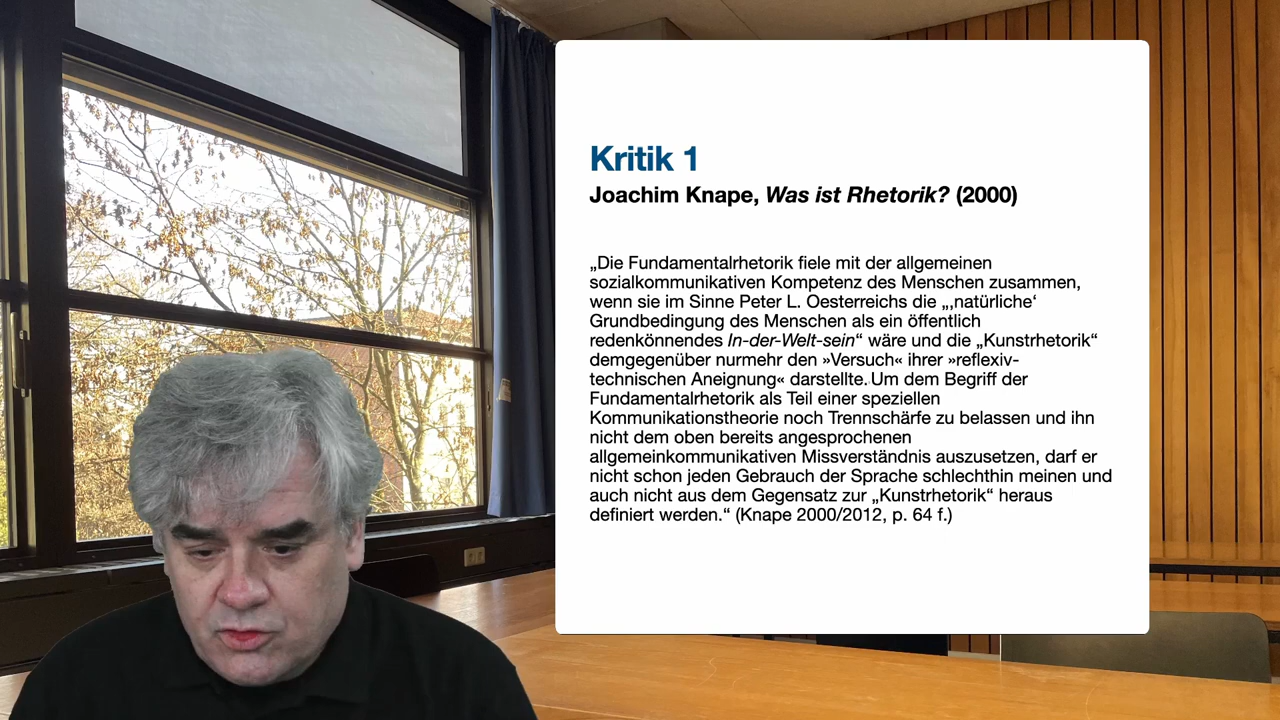 Kritik 1
Joachim Knape, Was ist Rhetorik? (2000)
„Die Fundamentalrhetorik fiele mit der allgemeinen
sozialkommunikativen Kompetenz des Menschen zusammen,
wenn sie im Sinne Peter L. Oesterreichs die „‚natürliche‘
Grundbedingung des Menschen als ein öffentlich
redenkönnendes In-der-Welt-sein“ wäre und die „Kunstrhetorik“
demgegenüber nurmehr den »Versuch« ihrer »reflexiv-
technischen Aneignung« darstellte. Um dem Begriff der
Fundamentalrhetorik als Teil einer speziellen
Kommunikationstheorie noch Trennschärfe zu belassen und ihn
nicht dem oben bereits angesprochenen
allgemeinkommunikativen Missverständnis auszusetzen, darf er
nicht schon jeden Gebrauch der Sprache schlechthin meinen und
auch nicht aus dem Gegensatz zur „Kunstrhetorik“ heraus
definiert werden.“ (Knape 2000/2012, p. 64 f.)